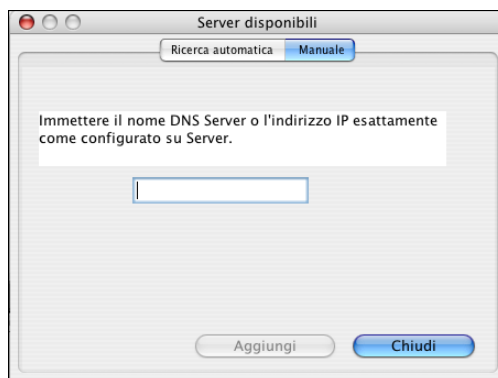 Server disponibili
Ricerca automatica Manuale
Immettere il nome DNS Server o l'indirizzo IP esattamente
come configurato su Server.
Aggiungi Chiudi